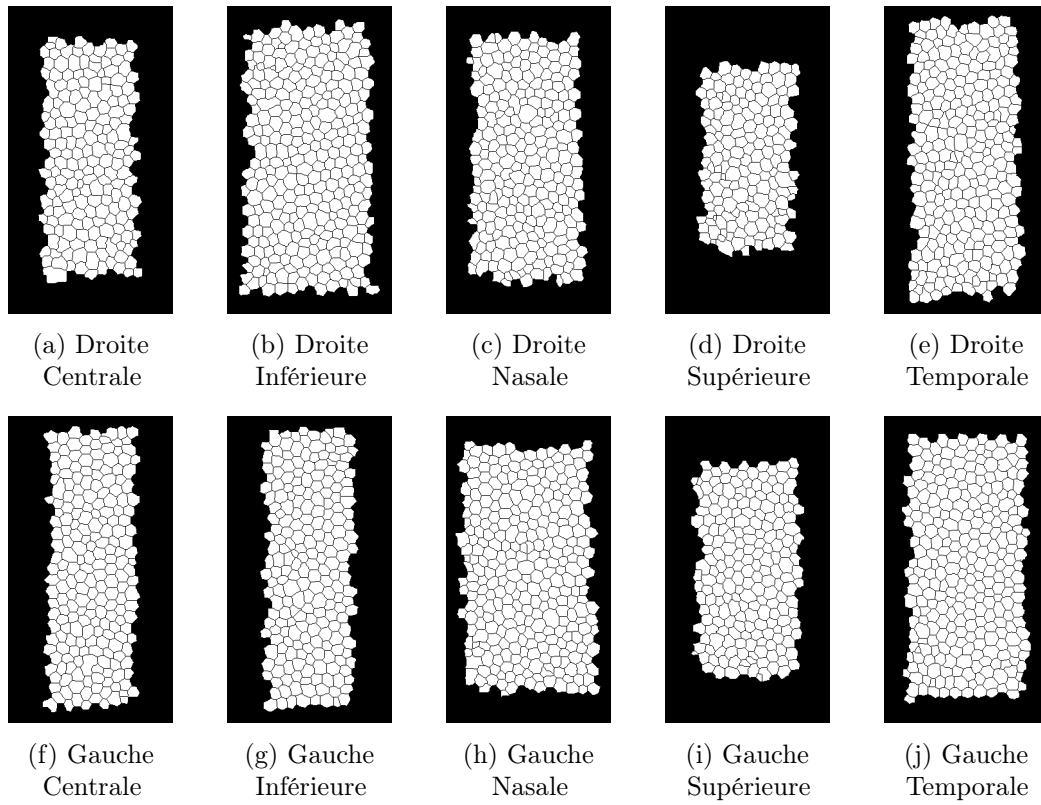 (a) Droite
Centrale
(b) Droite
Inférieure
(c) Droite
Nasale
(d) Droite
Supérieure
(e) Droite
Temporale
(f) Gauche
Centrale
(g) Gauche
Inférieure
(h) Gauche
Nasale
(i) Gauche
Supérieure
(j) Gauche
Temporale